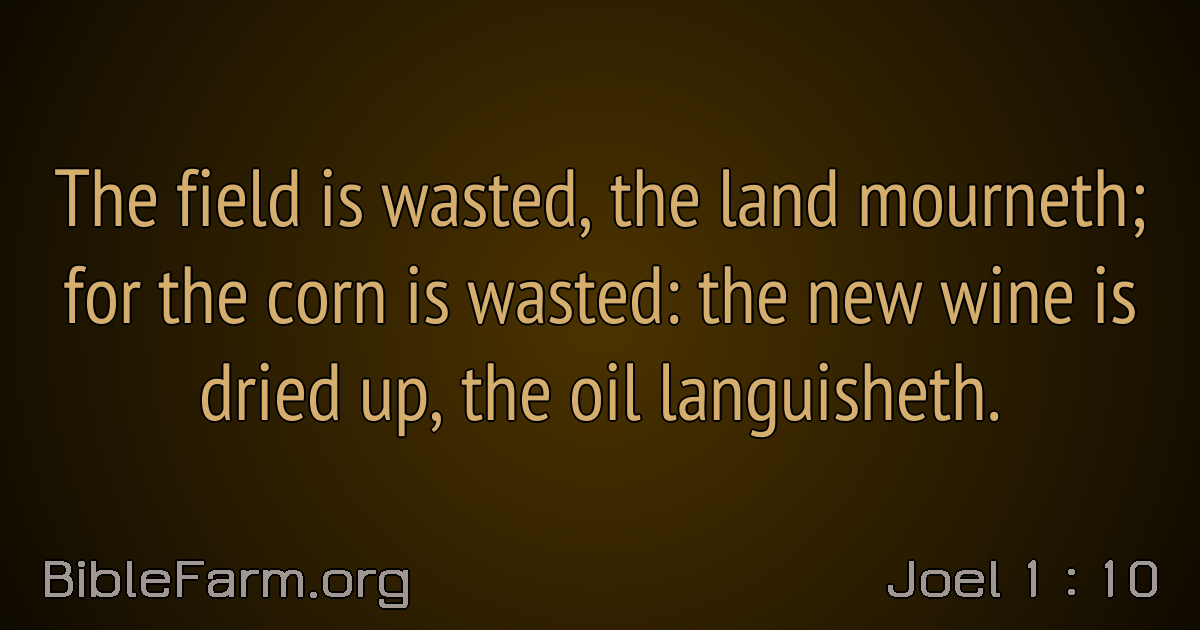 The field is wasted, the land mourneth;
for the corn is wasted: the new wine is
dried up, the oil languisheth.
BibleFarm.org
Joel 1 : 10